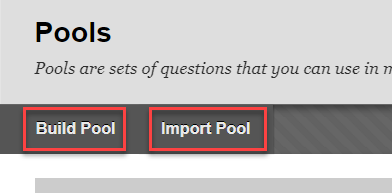 Pools
Pools are sets of questions that you can use in
Build Pool
Import Pool